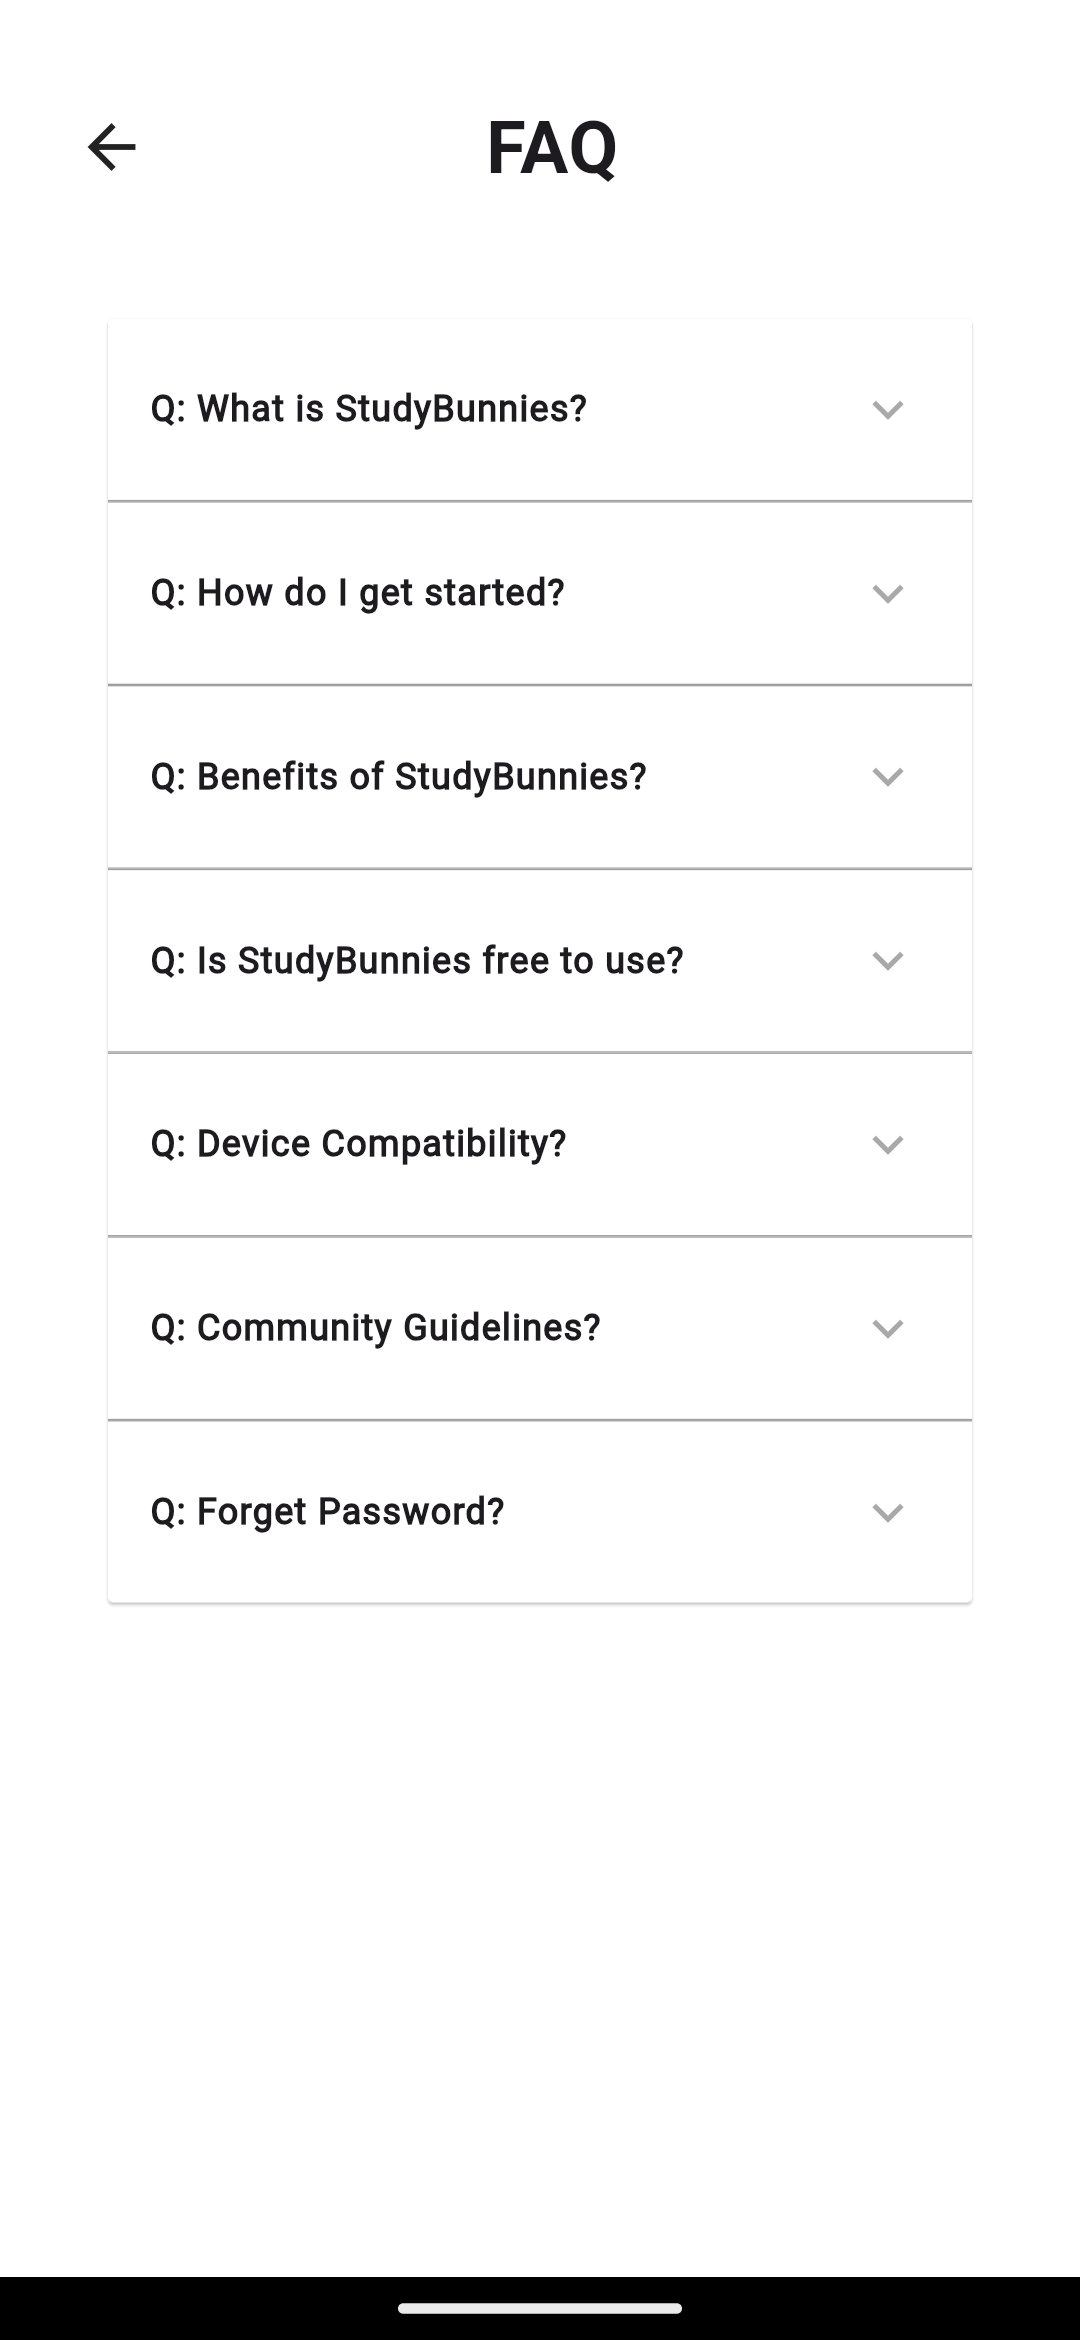 FAQ
Q: What is StudyBunnies?
Q: How do I get started?
Q: Benefits of StudyBunnies?
Q: Is StudyBunnies free to use?
Q: Device Compatibility?
Q: Community Guidelines?
Q: Forget Password?